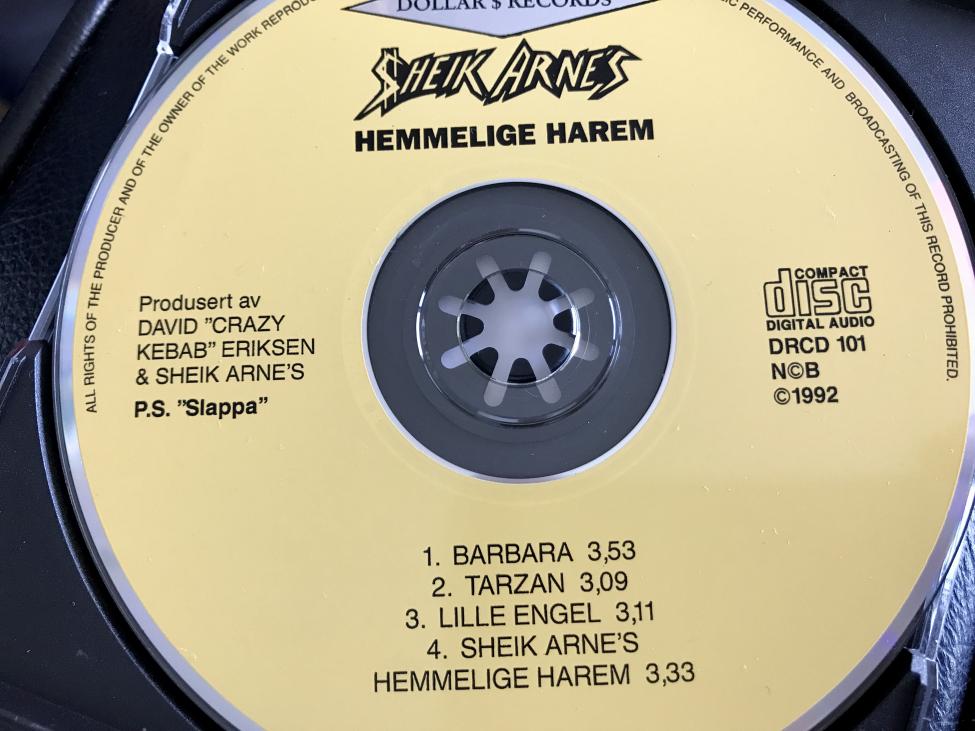 DOLLAR $ RECORDS
$HEIK ARNE'S
HEMMELIGE HAREM
ALL RIGHTS OF THE PRODUCER AND OF THE OWNER OF THE WORK REPRODUC
PERFORMANCE AND BROADCASTING OF THIS RECORD PROHIBITED.
Produsert av
DAVID "CRAZY
KEBAB" ERIKSEN
& SHEIK ARNE'S
P.S. "Slappa"
COMPACT
disc
DIGITAL AUDIO
DRCD 101
N©B
©1992
1. BARBARA 3,53
2. TARZAN 3,09
3. LILLE ENGEL 3,11
4. SHEIK ARNE'S
HEMMELIGE HAREM 3,33